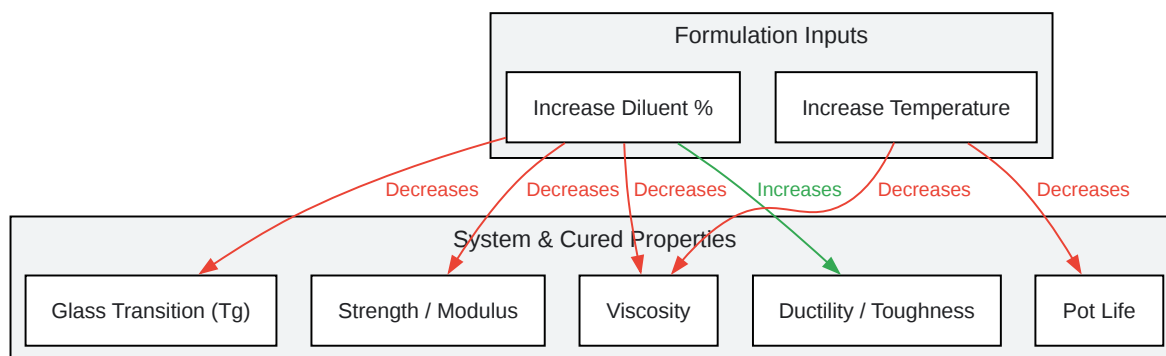 Formulation Inputs
Increase Diluent %
Increase Temperature
Decreases
Decreases
Decreases
Increases
Decreases
Decreases
System & Cured Properties
Glass Transition (Tg)
Strength / Modulus
Viscosity
Ductility / Toughness
Pot Life